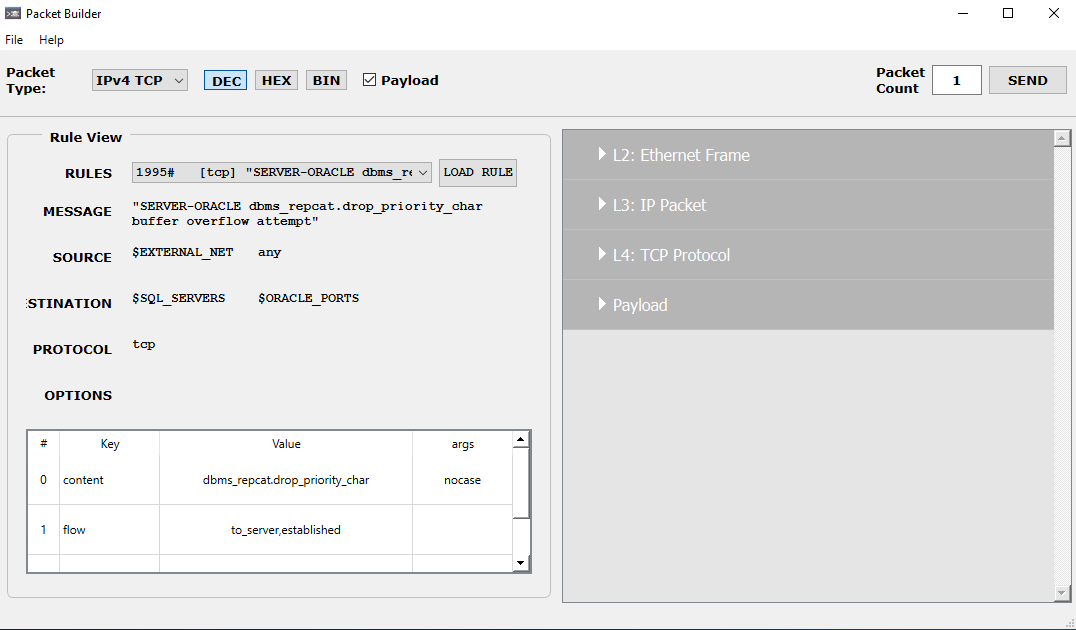 Packet Builder
File Help
Packet Type: IPv4 TCP DEC HEX BIN Payload Packet Count 1 SEND
Rule View
RULES 1995# [tcp] "SERVER-ORACLE dbms_re LOAD RULE
MESSAGE "SERVER-ORACLE dbms_repcat.drop_priority_char
buffer overflow attempt"
SOURCE $EXTERNAL_NET any
STINATION $SQL_SERVERS $ORACLE_PORTS
PROTOCOL tcp
OPTIONS
# Key Value args
0 content dbms_repcat.drop_priority_char nocase
1 flow to_server,established
L2: Ethernet Frame
L3: IP Packet
L4: TCP Protocol
Payload